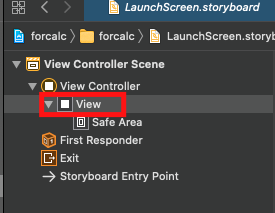 LaunchScreen.storyboard
forcalc > forcalc > LaunchScreen.storyboard
View Controller Scene
View Controller
View
Safe Area
First Responder
Exit
Storyboard Entry Point